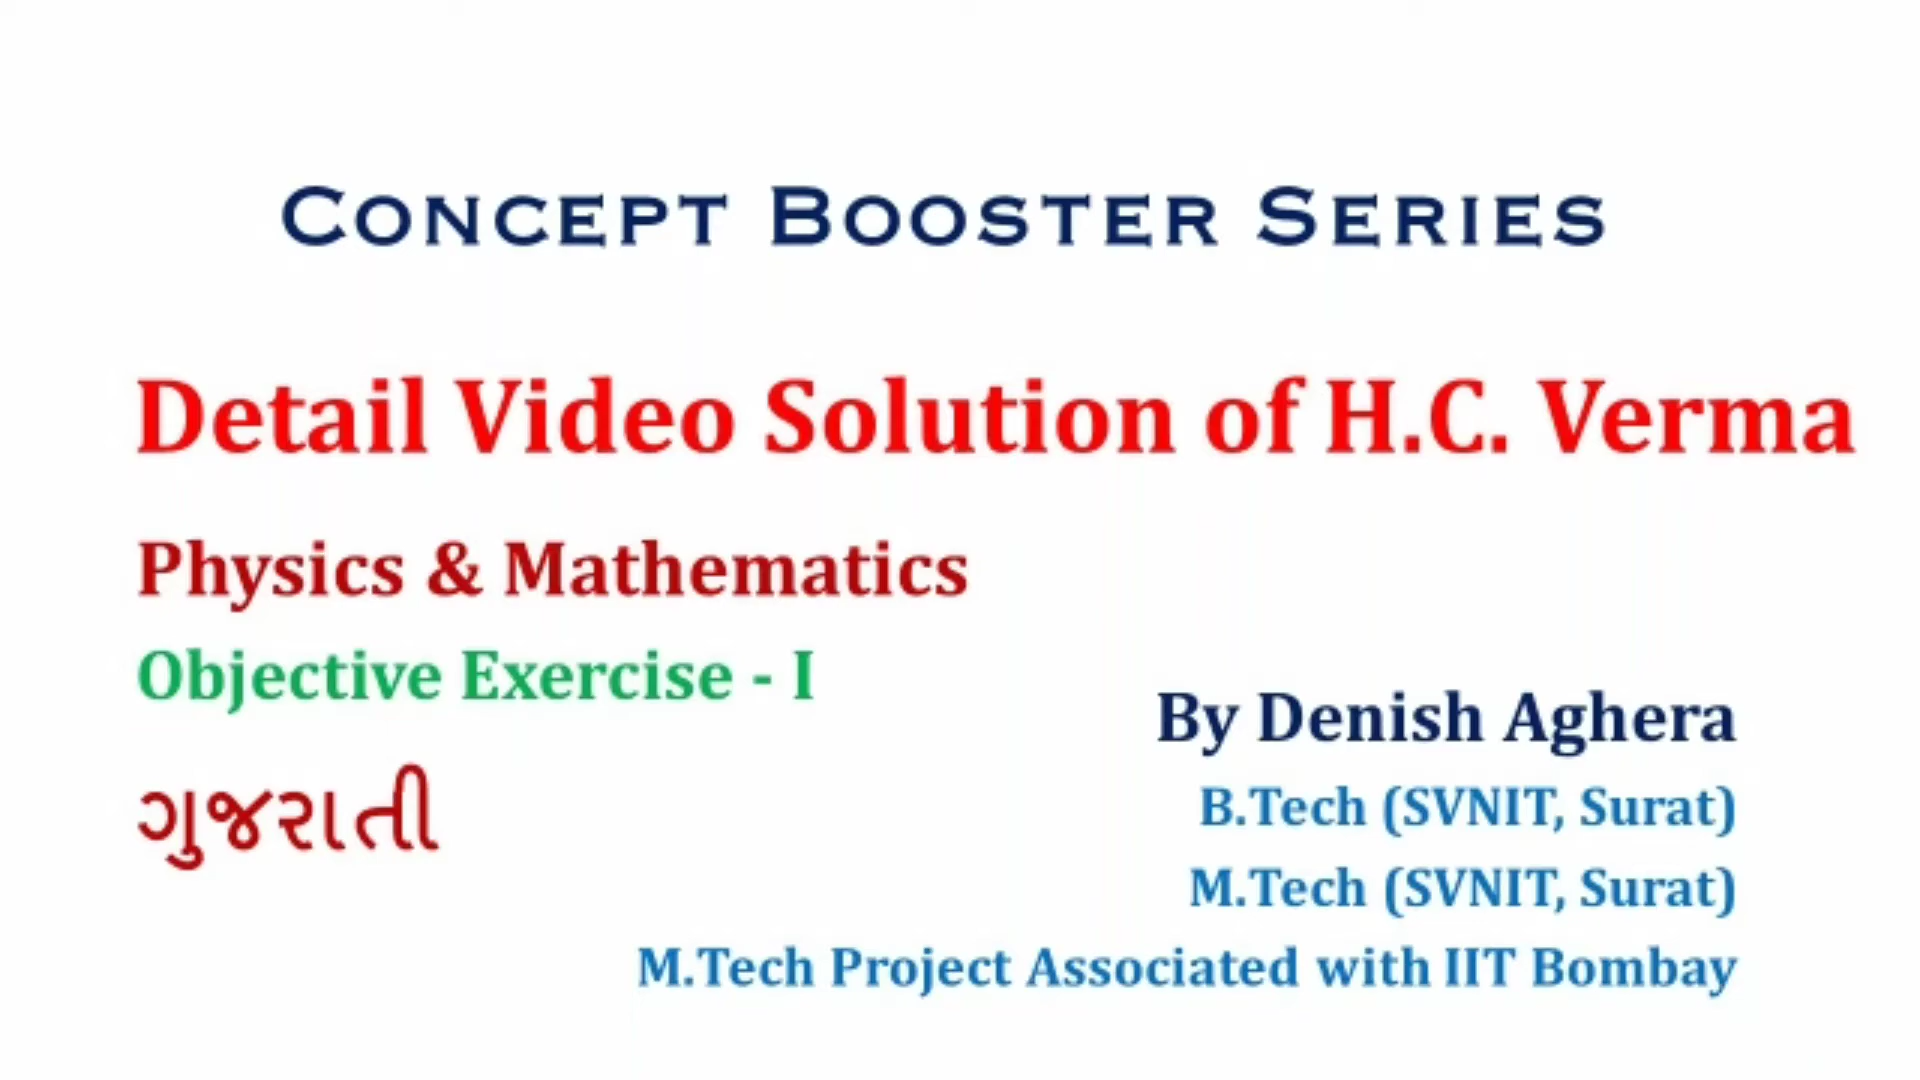 Concept Booster Series
Detail Video Solution of H.C. Verma
Physics & Mathematics
Objective Exercise - I
ગુજરાતી
By Denish Aghera
B.Tech (SVNIT, Surat)
M.Tech (SVNIT, Surat)
M.Tech Project Associated with IIT Bombay